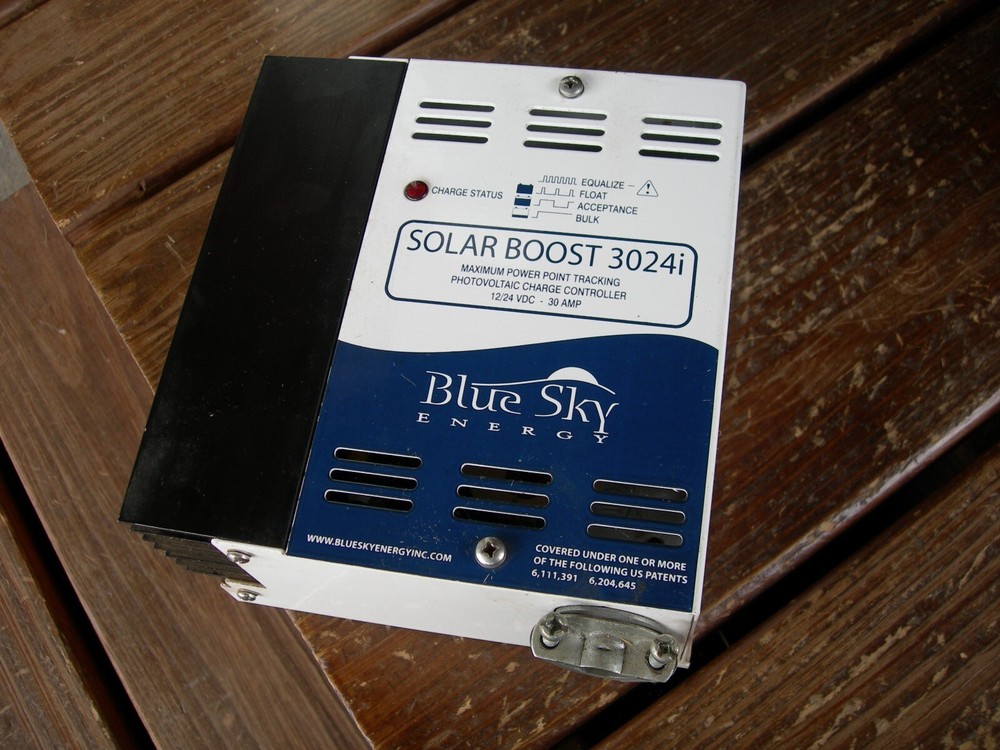 CHARGE STATUS
EQUALIZE
FLOAT
ACCEPTANCE
BULK
SOLAR BOOST 3024i
MAXIMUM POWER POINT TRACKING
PHOTOVOLTAIC CHARGE CONTROLLER
12/24 VDC - 30 AMP
BLUE SKY
ENERGY
WWW.BLUESKYENERGYINC.COM
COVERED UNDER ONE OR MORE
OF THE FOLLOWING US PATENTS
6,111,391 6,204,645